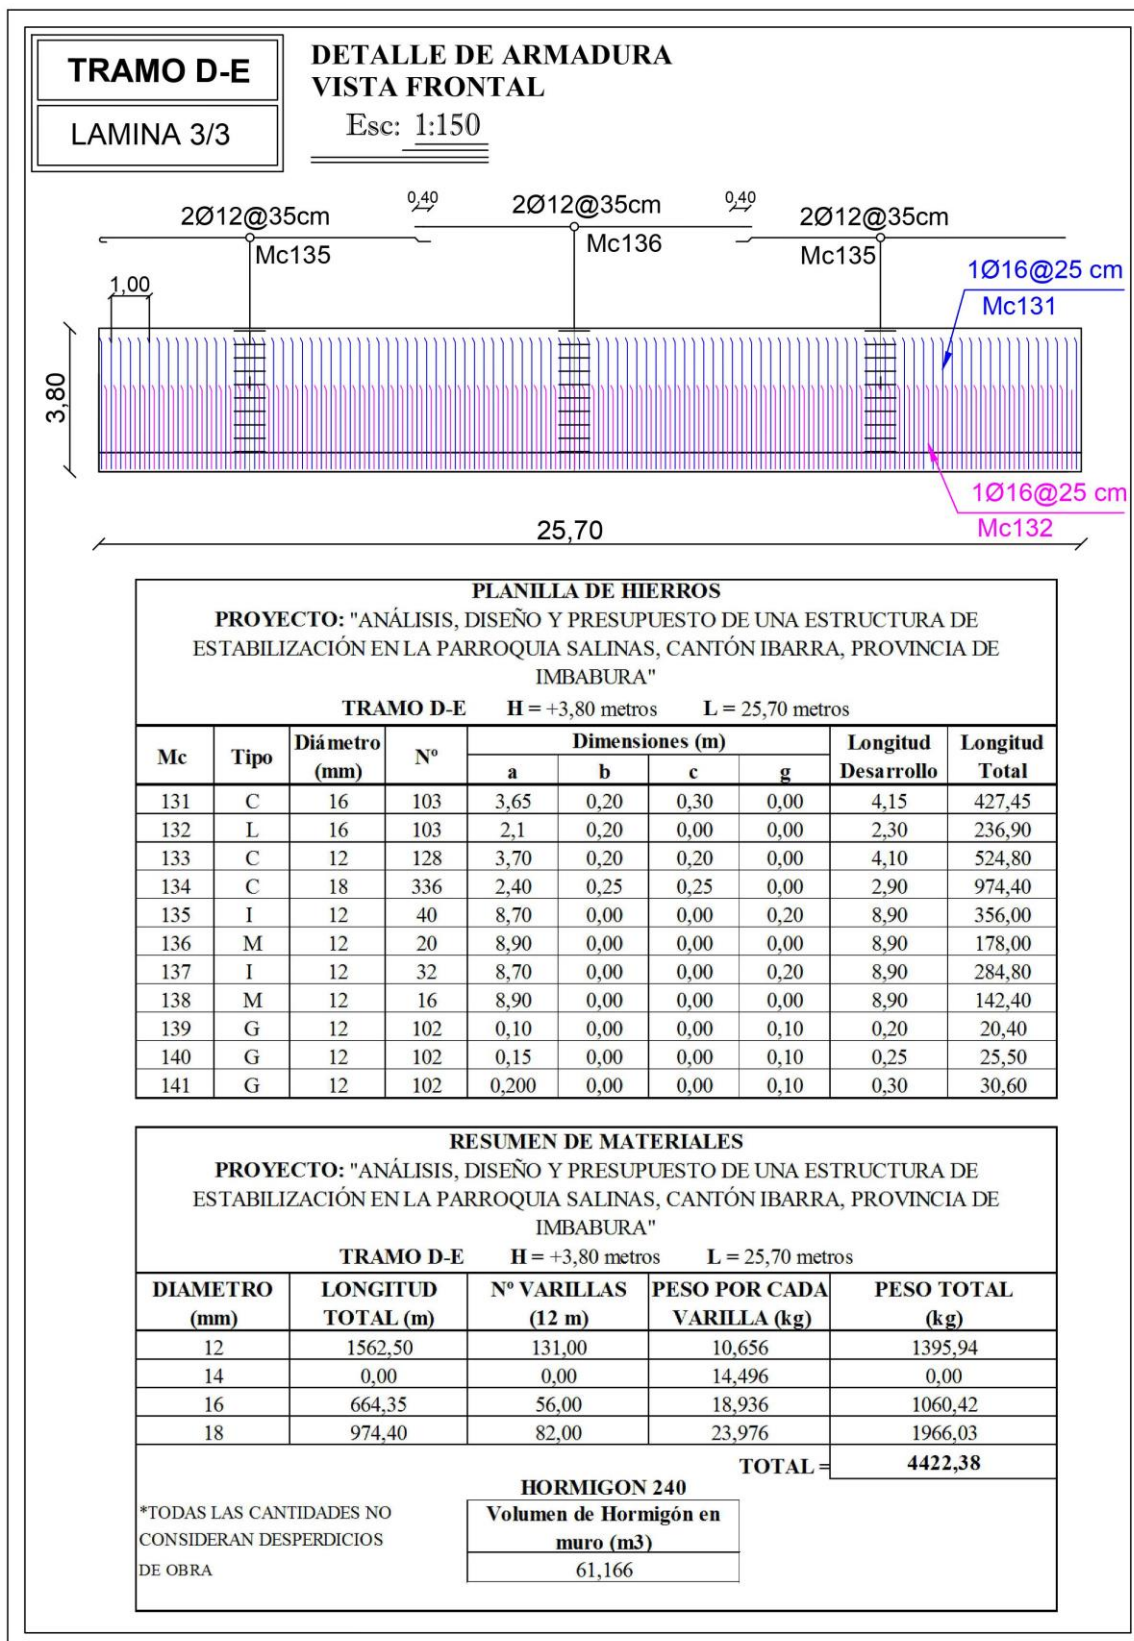 TRAMO D-E
LAMINA 3/3
DETALLE DE ARMADURA
VISTA FRONTAL
Esc: 1:150
2Ø12@35cm
Mc135
0,40
2Ø12@35cm
Mc136
0,40
2Ø12@35cm
Mc135
1Ø16@25 cm
Mc131
1,00
3,80
1Ø16@25 cm
Mc132
25,70
PLANILLA DE HIERROS
PROYECTO: "ANÁLISIS, DISEÑO Y PRESUPUESTO DE UNA ESTRUCTURA DE
ESTABILIZACIÓN EN LA PARROQUIA SALINAS, CANTÓN IBARRA, PROVINCIA DE
IMBABURA"
TRAMO D-E H = +3,80 metros L = 25,70 metros
Mc Tipo Diámetro (mm) Nº Dimensiones (m) Longitud Desarrollo Longitud Total
a b c g
131 C 16 103 3,65 0,20 0,30 0,00 4,15 427,45
132 L 16 103 2,1 0,20 0,00 0,00 2,30 236,90
133 C 12 128 3,70 0,20 0,20 0,00 4,10 524,80
134 C 18 336 2,40 0,25 0,25 0,00 2,90 974,40
135 I 12 40 8,70 0,00 0,00 0,20 8,90 356,00
136 M 12 20 8,90 0,00 0,00 0,00 8,90 178,00
137 I 12 32 8,70 0,00 0,00 0,20 8,90 284,80
138 M 12 16 8,90 0,00 0,00 0,00 8,90 142,40
139 G 12 102 0,10 0,00 0,00 0,10 0,20 20,40
140 G 12 102 0,15 0,00 0,00 0,10 0,25 25,50
141 G 12 102 0,200 0,00 0,00 0,10 0,30 30,60
RESUMEN DE MATERIALES
PROYECTO: "ANÁLISIS, DISEÑO Y PRESUPUESTO DE UNA ESTRUCTURA DE
ESTABILIZACIÓN EN LA PARROQUIA SALINAS, CANTÓN IBARRA, PROVINCIA DE
IMBABURA"
TRAMO D-E H = +3,80 metros L = 25,70 metros
DIAMETRO LONGITUD Nº VARILLAS PESO POR CADA PESO TOTAL
(mm) TOTAL (m) (12 m) VARILLA (kg) (kg)
12 1562,50 131,00 10,656 1395,94
14 0,00 0,00 14,496 0,00
16 664,35 56,00 18,936 1060,42
18 974,40 82,00 23,976 1966,03
TOTAL = 4422,38
HORMIGON 240
*TODAS LAS CANTIDADES NO
CONSIDERAN DESPERDICIOS
DE OBRA
Volumen de Hormigón en
muro (m3)
61,166